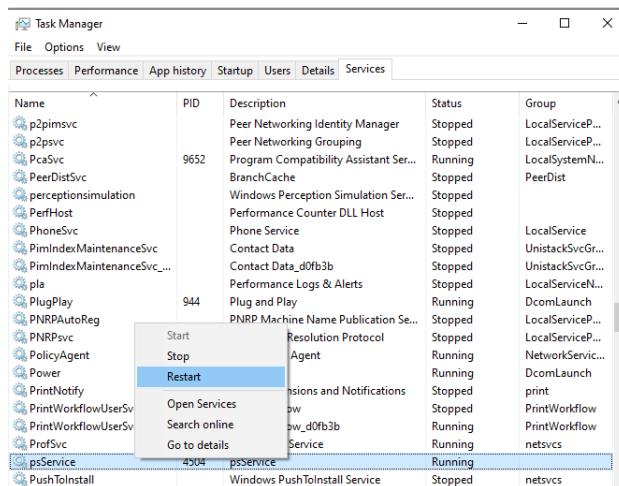 Task Manager
File Options View
Processes Performance App history Startup Users Details Services
Name PID Description Status Group
p2pimsvc Peer Networking Identity Manager Stopped LocalServiceP...
p2psvc Peer Networking Grouping Stopped LocalServiceP...
PcaSvc 9652 Program Compatibility Assistant Ser... Running LocalSystemN...
PeerDistSvc BranchCache Stopped PeerDist
perceptionsimulation Windows Perception Simulation Ser... Stopped
PerfHost Performance Counter DLL Host Stopped
PhoneSvc Phone Service Stopped LocalService
PimIndexMaintenanceSvc Contact Data Stopped UnistackSvcGr...
PimIndexMaintenanceSvc_... Contact Data_d0fb3b Stopped UnistackSvcGr...
pla Performance Logs & Alerts Stopped LocalServiceN...
PlugPlay 944 Plug and Play Running DcomLaunch
PNRPAutoReg PNRP Machine Name Publication Se... Stopped LocalServiceP...
PNRPsvc Start Resolution Protocol Stopped LocalServiceP...
PolicyAgent Stop Agent Running NetworkServic...
Power Restart Running DcomLaunch
PrintNotify nsions and Notifications Stopped print
PrintWorkflowUserSv Open Services ow Stopped PrintWorkflow
PrintWorkflowUserSv Search online ow_d0fb3b Running PrintWorkflow
ProfSvc Go to details Service Running netsvcs
psService 4504 psService Running
PushToInstall Windows PushToInstall Service Stopped netsvcs